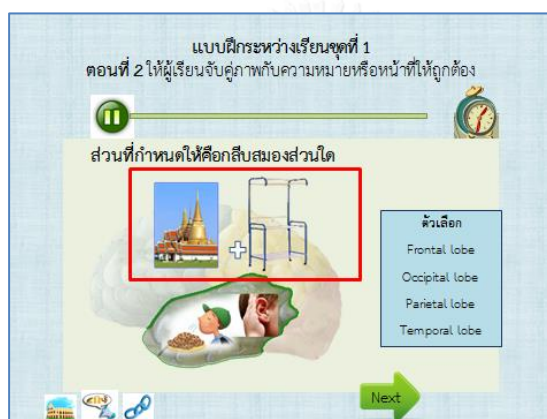 แบบฝึกระหว่างเรียนชุดที่ 1
ตอนที่ 2 ให้ผู้เรียนจับคู่ภาพกับความหมายหรือหน้าที่ให้ถูกต้อง
ส่วนที่กำหนดให้คือกลีบสมองส่วนใด
ตัวเลือก
Frontal lobe
Occipital lobe
Parietal lobe
Temporal lobe
Next